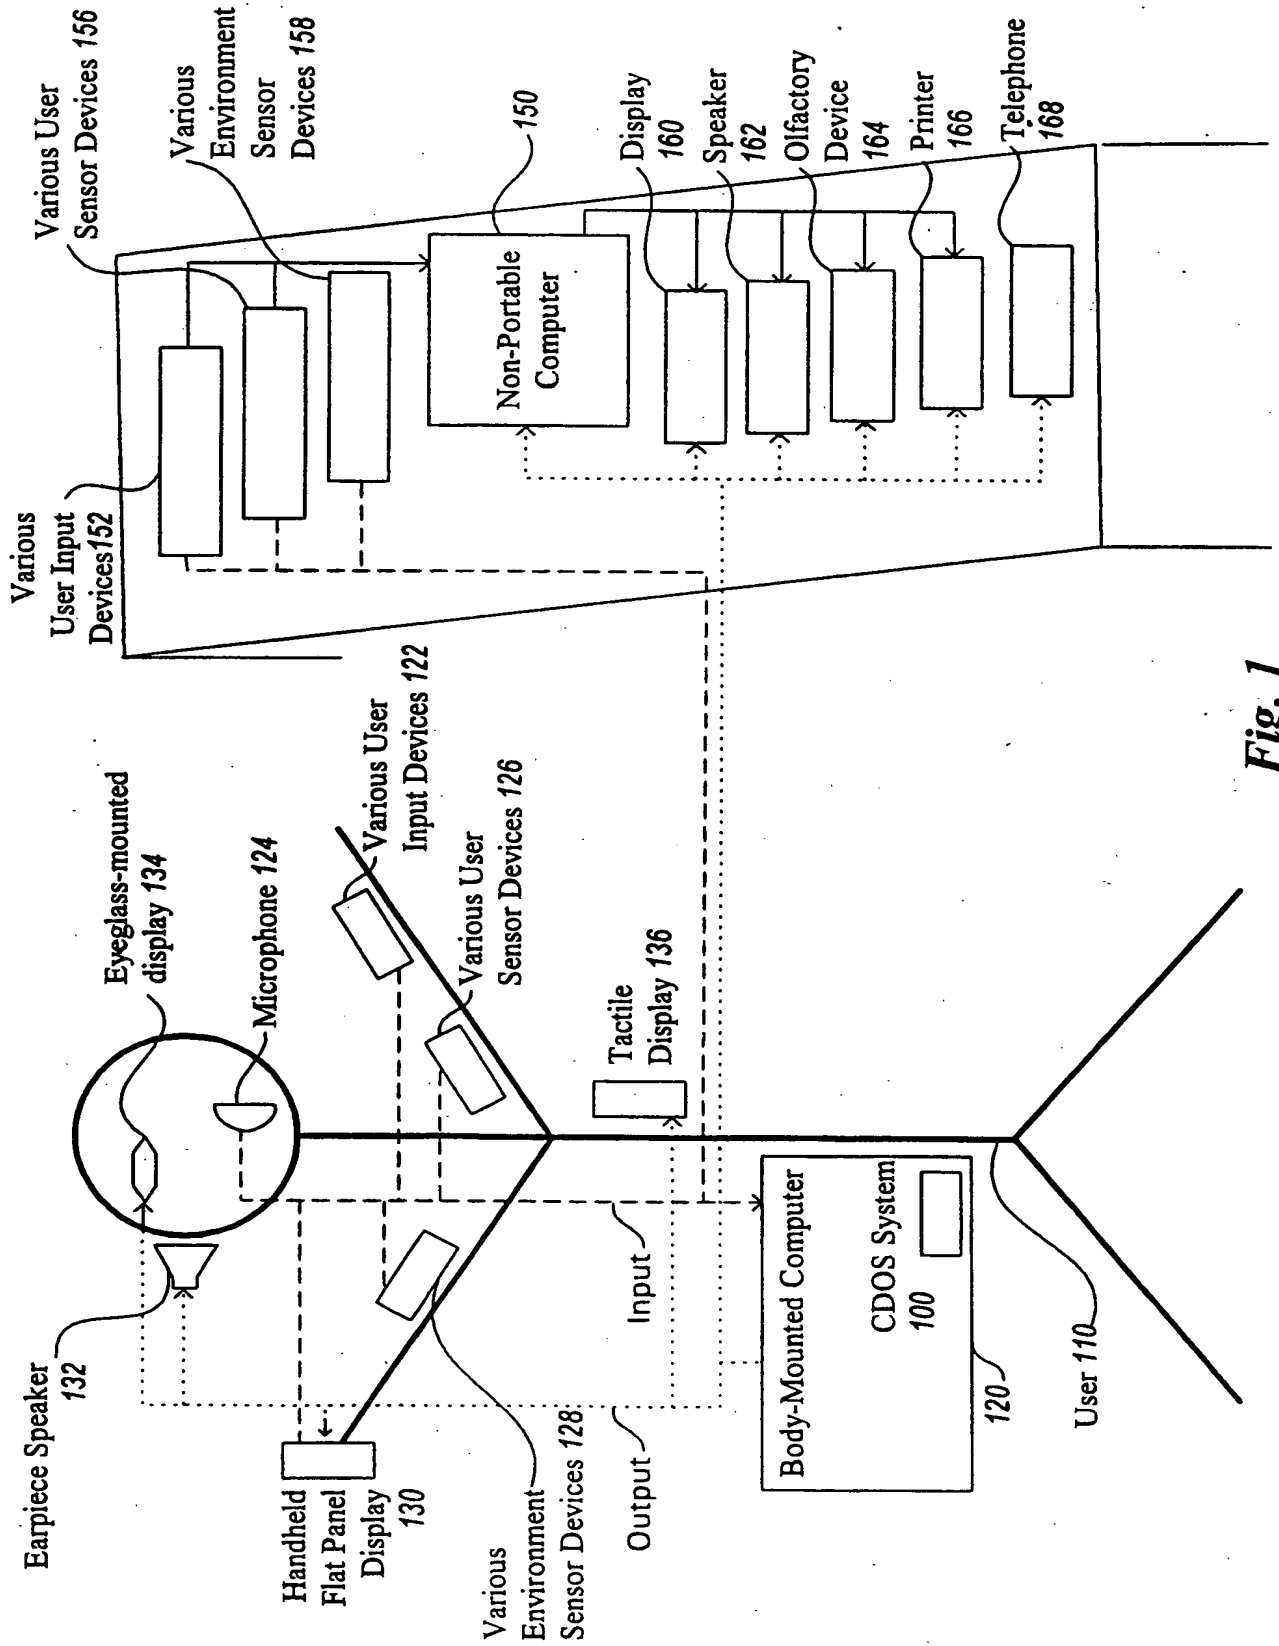 Earpiece Speaker
132
Eyeglass-mounted
display 134
Microphone 124
Various User
Input Devices 122
Various User
Sensor Devices 126
Handheld
Flat Panel
Display
130
Various
Environment
Sensor Devices 128
Tactile
Display 136
Input
Output
Body-Mounted Computer
CDOS System
100
120
User 110
Various
User Input
Devices 152
Various User
Sensor Devices 156
Various
Environment
Sensor
Devices 158
Non-Portable
Computer
150
Display
160
Speaker
162
Olfactory
Device
164
Printer
166
Telephone
168
Fig. 1